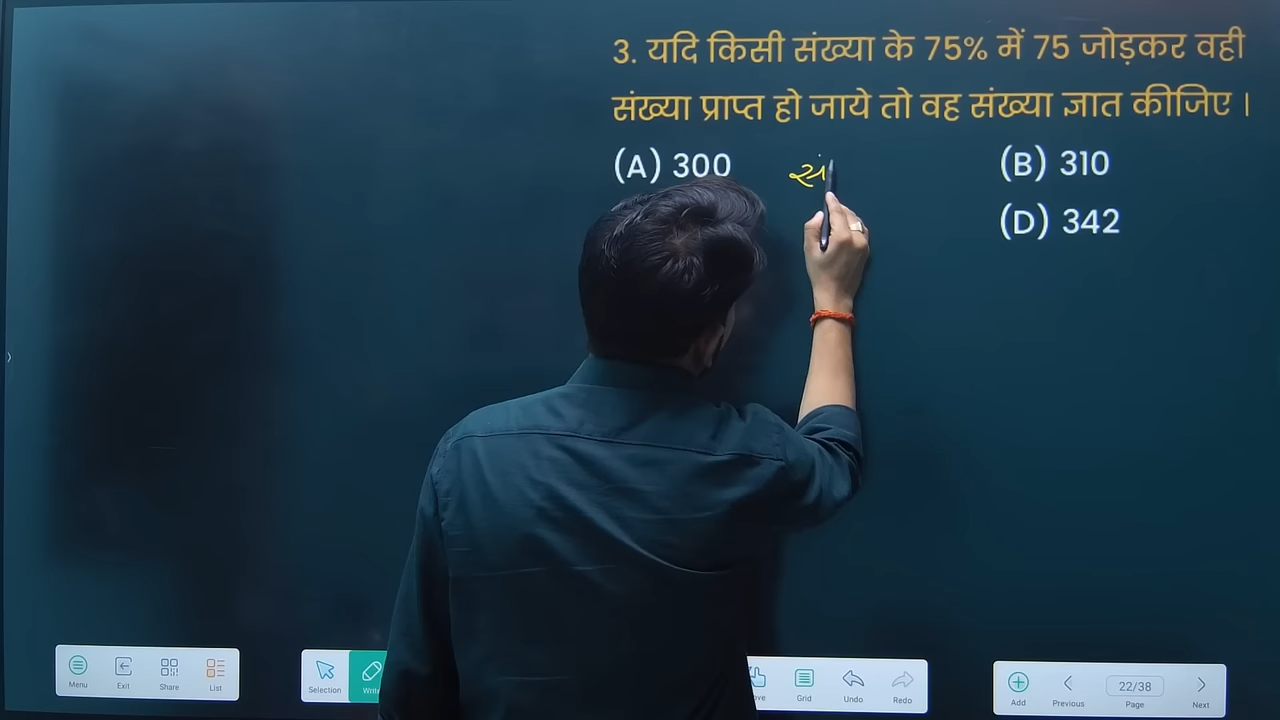 3. यदि किसी संख्या के 75% में 75 जोड़कर वही
संख्या प्राप्त हो जाये तो वह संख्या ज्ञात कीजिए ।
(A) 300
(B) 310
(D) 342
Menu
Exit
Share
List
Selection
Grid
Undo
Redo
Add
Previous
22/38
Page
Next